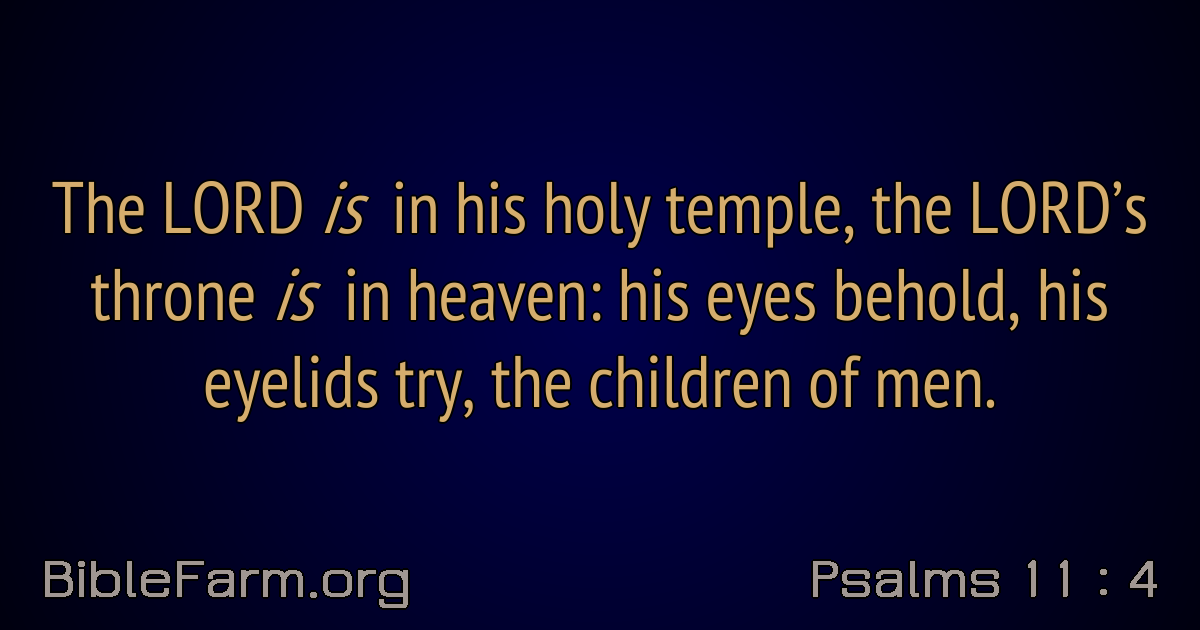 The LORD is in his holy temple, the LORD’s
throne is in heaven: his eyes behold, his
eyelids try, the children of men.
BibleFarm.org
Psalms 11 : 4